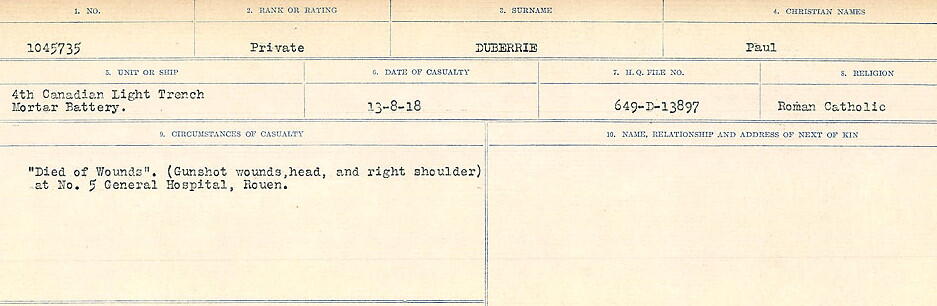 1. NO. 2. RANK OR RATING 3. SURNAME 4. CHRISTIAN NAMES
1045735 Private DUBERRIE Paul
5. UNIT OR SHIP 6. DATE OF CASUALTY 7. H.Q. FILE NO. 8. RELIGION
4th Canadian Light Trench
Mortar Battery. 13-8-18 649-D-13897 Roman Catholic
9. CIRCUMSTANCES OF CASUALTY 10. NAME, RELATIONSHIP AND ADDRESS OF NEXT OF KIN
"Died of Wounds". (Gunshot wounds,head, and right shoulder)
at No. 5 General Hospital, Rouen.